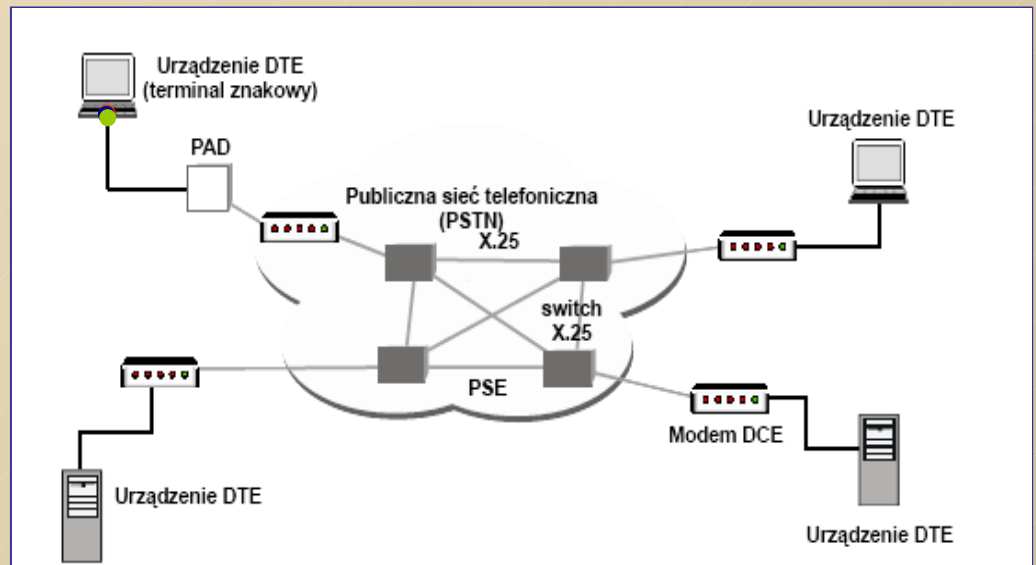 Urządzenie DTE
(terminal znakowy)
PAD
Urządzenie DTE
Publiczna sieć telefoniczna
(PSTN)
X.25
switch
X.25
PSE
Modem DCE
Urządzenie DTE
Urządzenie DTE